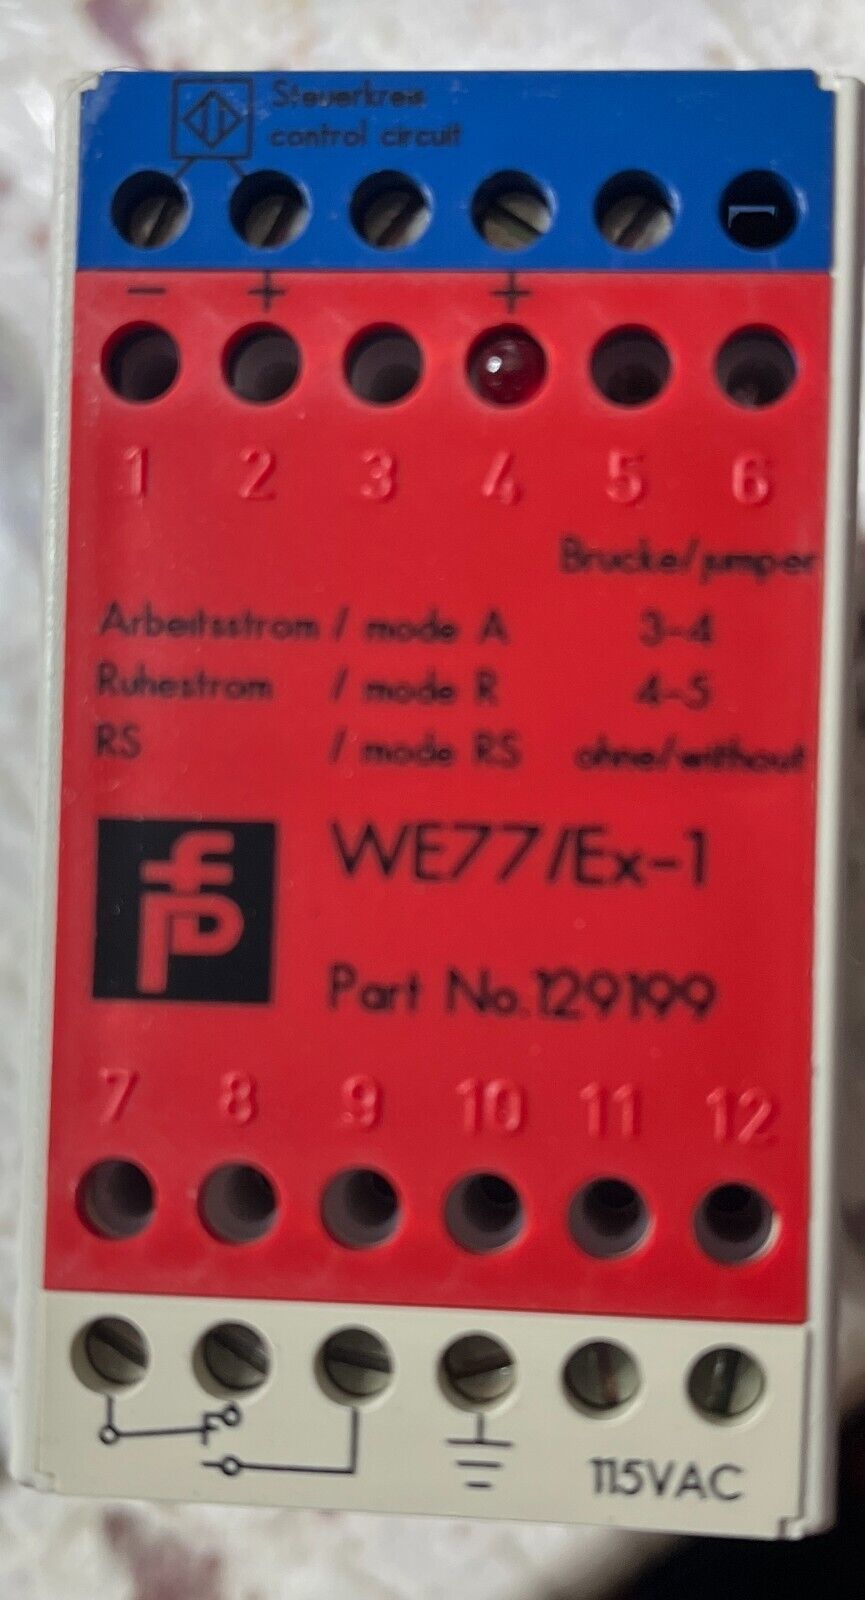 Steuerkreis
control circuit
- + +
1 2 3 4 5 6
Brucke/jumper
Arbeitsstrom / mode A 3-4
Ruhestrom / mode R 4-5
RS / mode RS ohne/without
WE77/Ex-1
Part No.129199
7 8 9 10 11 12
115VAC